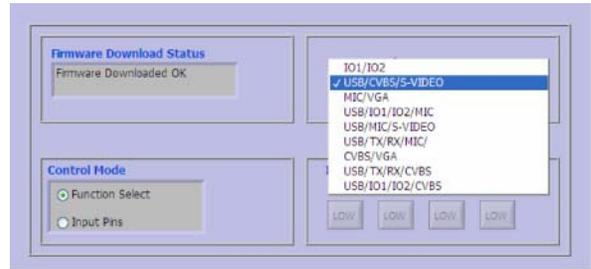 Firmware Download Status
Firmware Downloaded OK
IO1/IO2
✓ USB/CVBS/S-VIDEO
MIC/VGA
USB/IO1/IO2/MIC
USB/MIC/S-VIDEO
USB/TX/RX/MIC/
CVBS/VGA
USB/TX/RX/CVBS
USB/IO1/IO2/CVBS
Control Mode
Function Select
Input Pins
LOW LOW LOW LOW